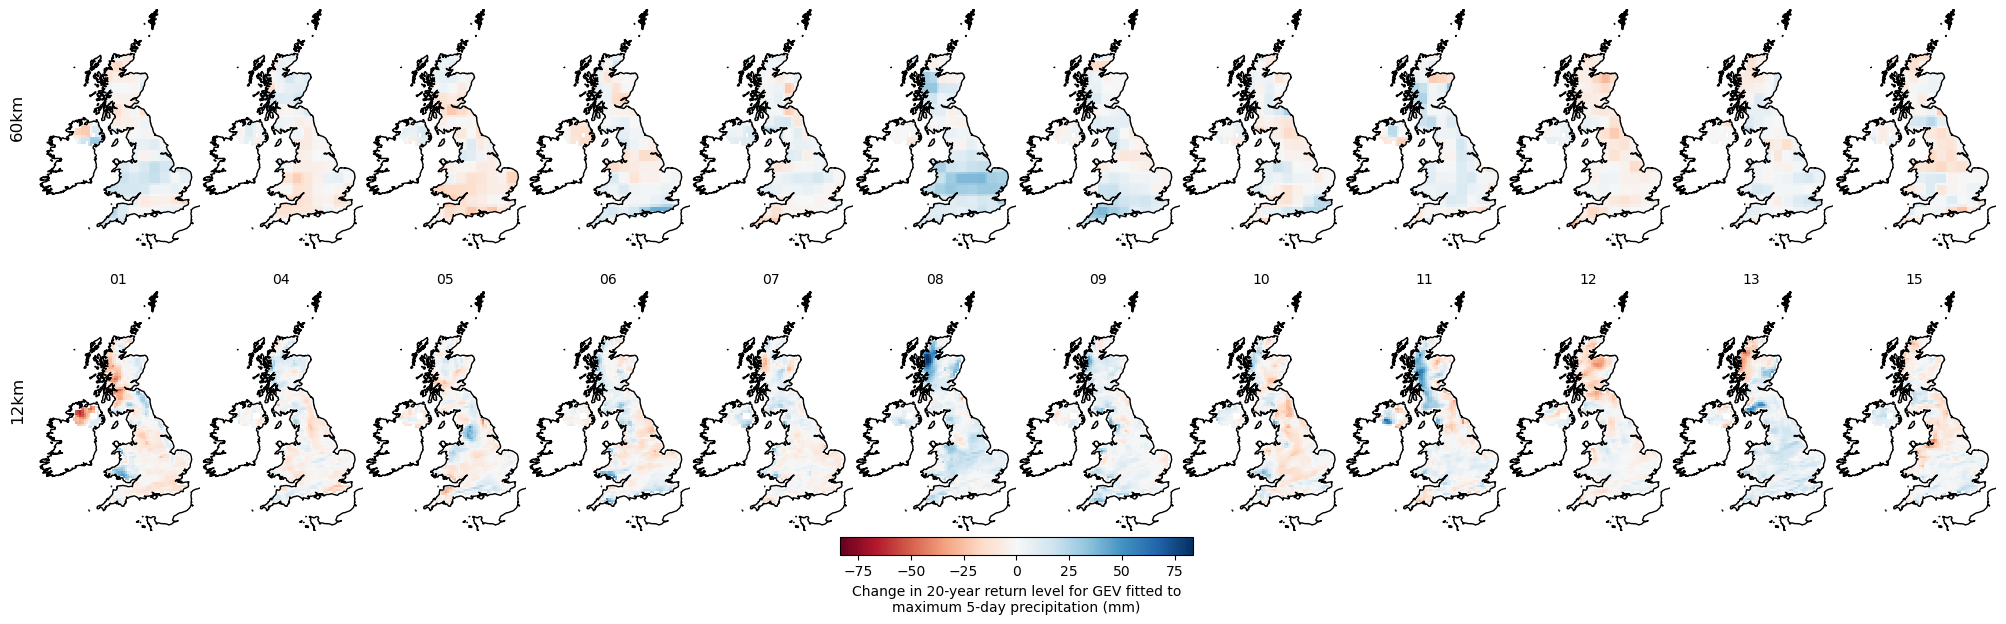 60km
01 04 05 06 07 08 09 10 11 12 13 15
12km
−75 −50 −25 0 25 50 75
Change in 20-year return level for GEV fitted to
maximum 5-day precipitation (mm)